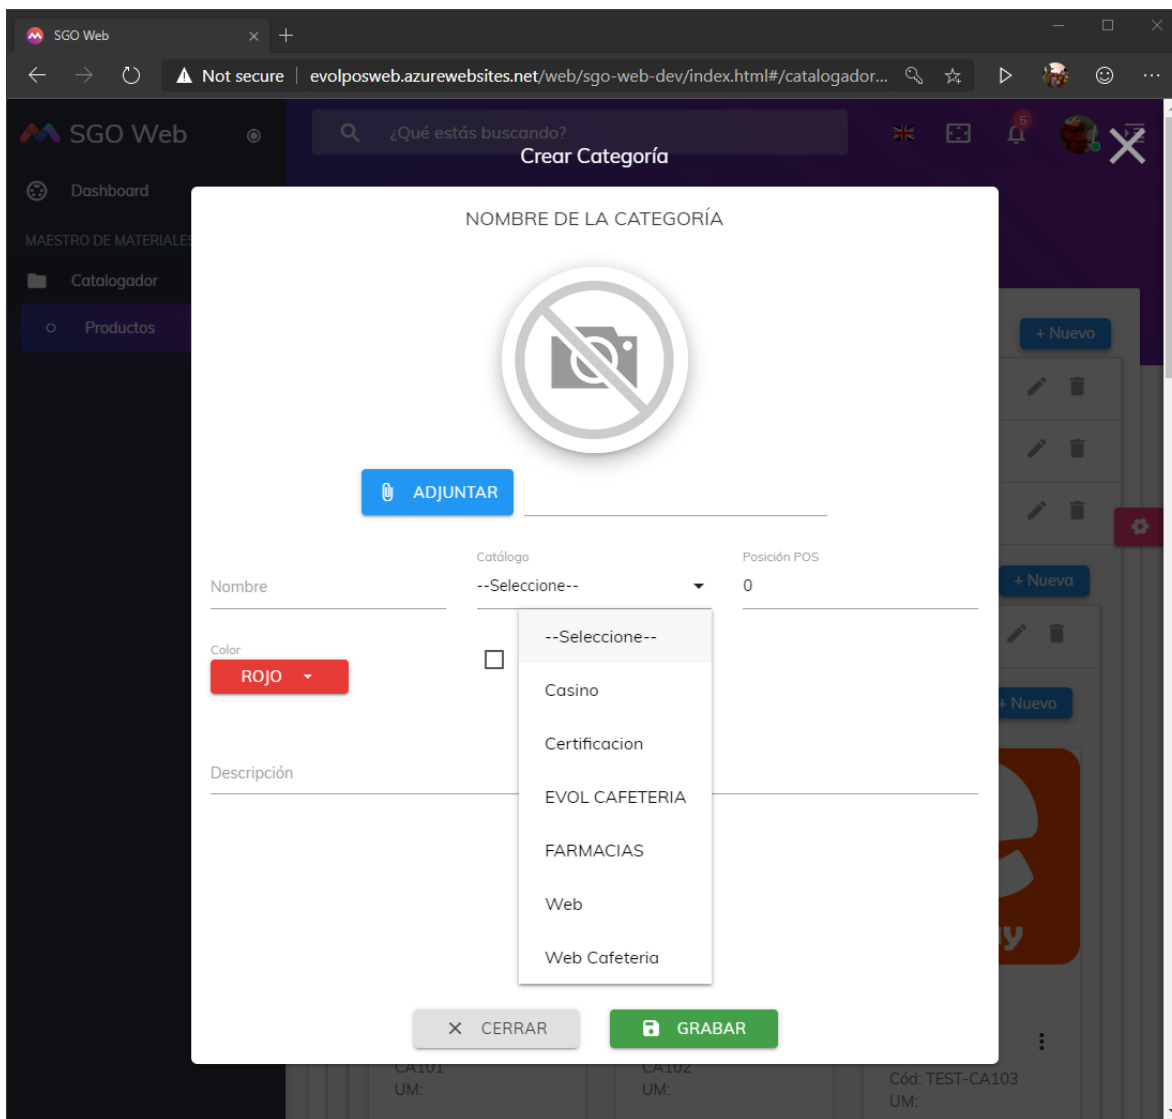 SGO Web
Not secure evolposweb.azurewebsites.net/web/sgo-web-dev/index.html#/catalogador...
SGO Web
¿Qué estás buscando?
5
Crear Categoría
Dashboard
MAESTRO DE MATERIALES
Catalogador
Productos
NOMBRE DE LA CATEGORÍA
+ Nuevo
ADJUNTAR
Catálogo
Posición POS
Nombre
--Seleccione--
0
+ Nueva
--Seleccione--
Color
ROJO
Casino
+ Nuevo
Certificacion
Descripción
EVOL CAFETERIA
FARMACIAS
Web
Web Cafeteria
CERRAR
GRABAR
CA101
CA102
Cód: TEST-CA103
UM:
UM:
UM: